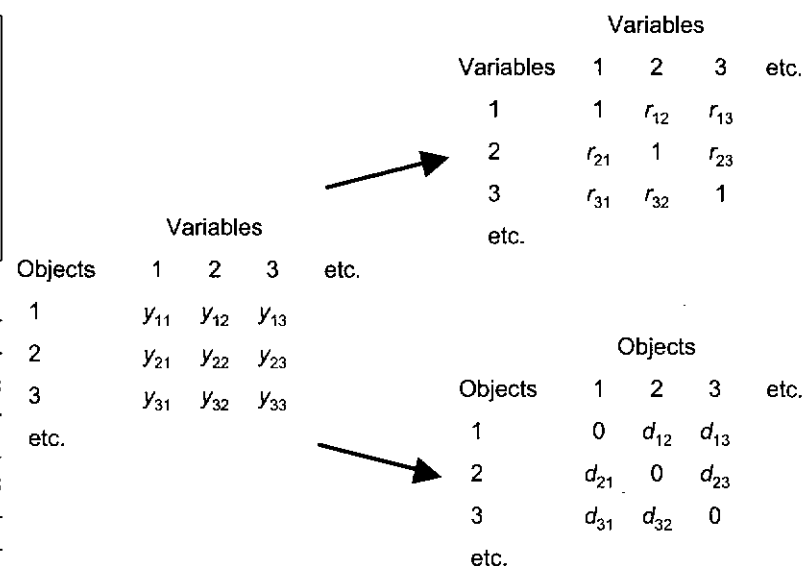 Variables
Objects 1 2 3 etc.
1 y₁₁ y₁₂ y₁₃
2 y₂₁ y₂₂ y₂₃
3 y₃₁ y₃₂ y₃₃
etc.
Variables
Variables 1 2 3 etc.
1 1 r₁₂ r₁₃
2 r₂₁ 1 r₂₃
3 r₃₁ r₃₂ 1
etc.
Objects
Objects 1 2 3 etc.
1 0 d₁₂ d₁₃
2 d₂₁ 0 d₂₃
3 d₃₁ d₃₂ 0
etc.